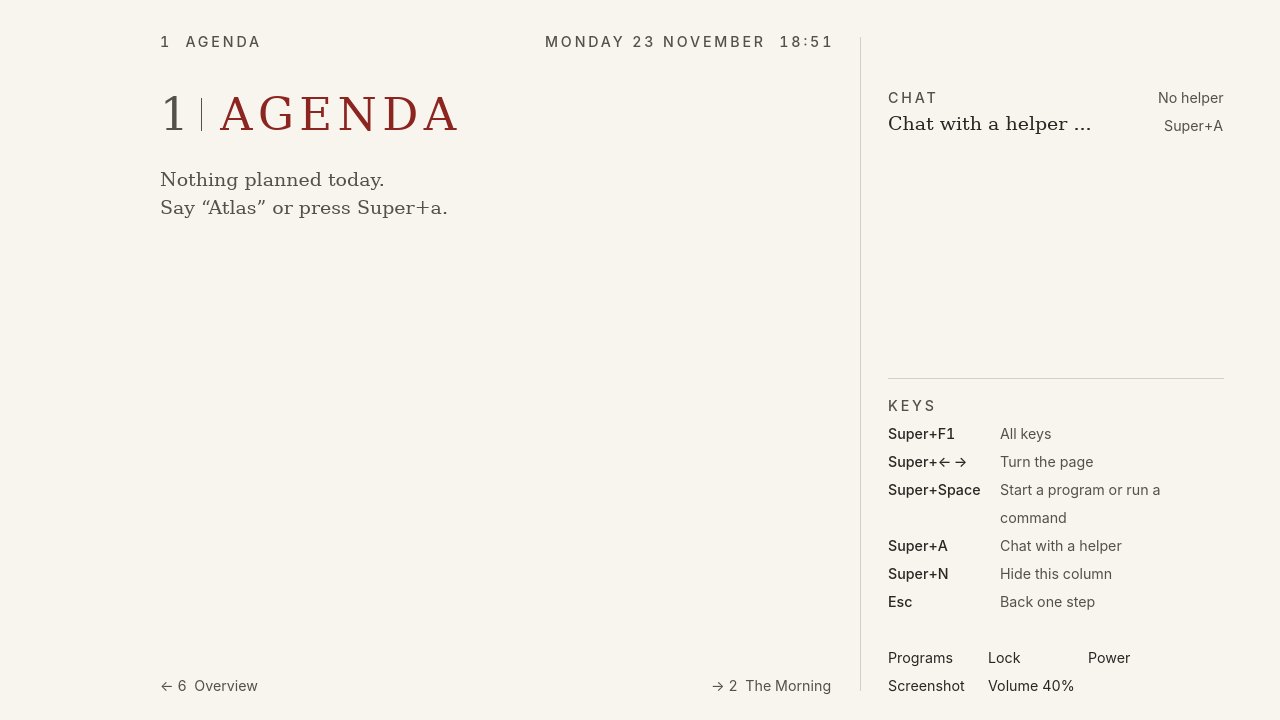 1 AGENDA
MONDAY 23 NOVEMBER 18:51
1 AGENDA
Nothing planned today.
Say “Atlas” or press Super+a.
← 6 Overview
→ 2 The Morning
CHAT
No helper
Chat with a helper ...
Super+A
KEYS
Super+F1 All keys
Super+← → Turn the page
Super+Space Start a program or run a
command
Super+A Chat with a helper
Super+N Hide this column
Esc Back one step
Programs Lock Power
Screenshot Volume 40%